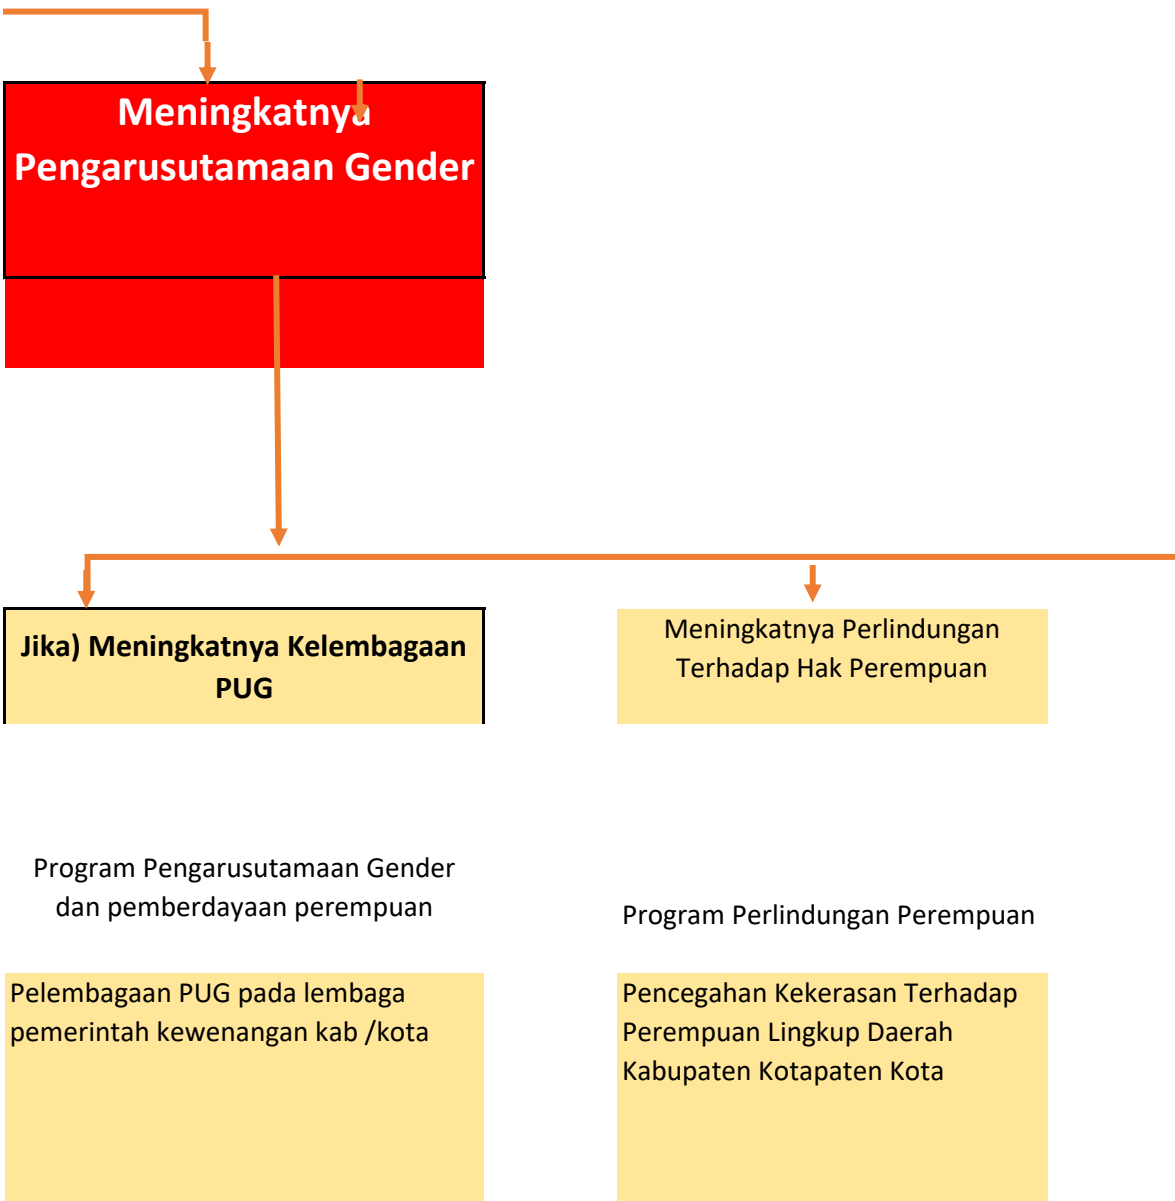 Meningkatnya
Pengarusutamaan Gender
Jika) Meningkatnya Kelembagaan
PUG
Meningkatnya Perlindungan
Terhadap Hak Perempuan
Program Pengarusutamaan Gender
dan pemberdayaan perempuan
Program Perlindungan Perempuan
Pelembagaan PUG pada lembaga
pemerintah kewenangan kab /kota
Pencegahan Kekerasan Terhadap
Perempuan Lingkup Daerah
Kabupaten Kotapaten Kota